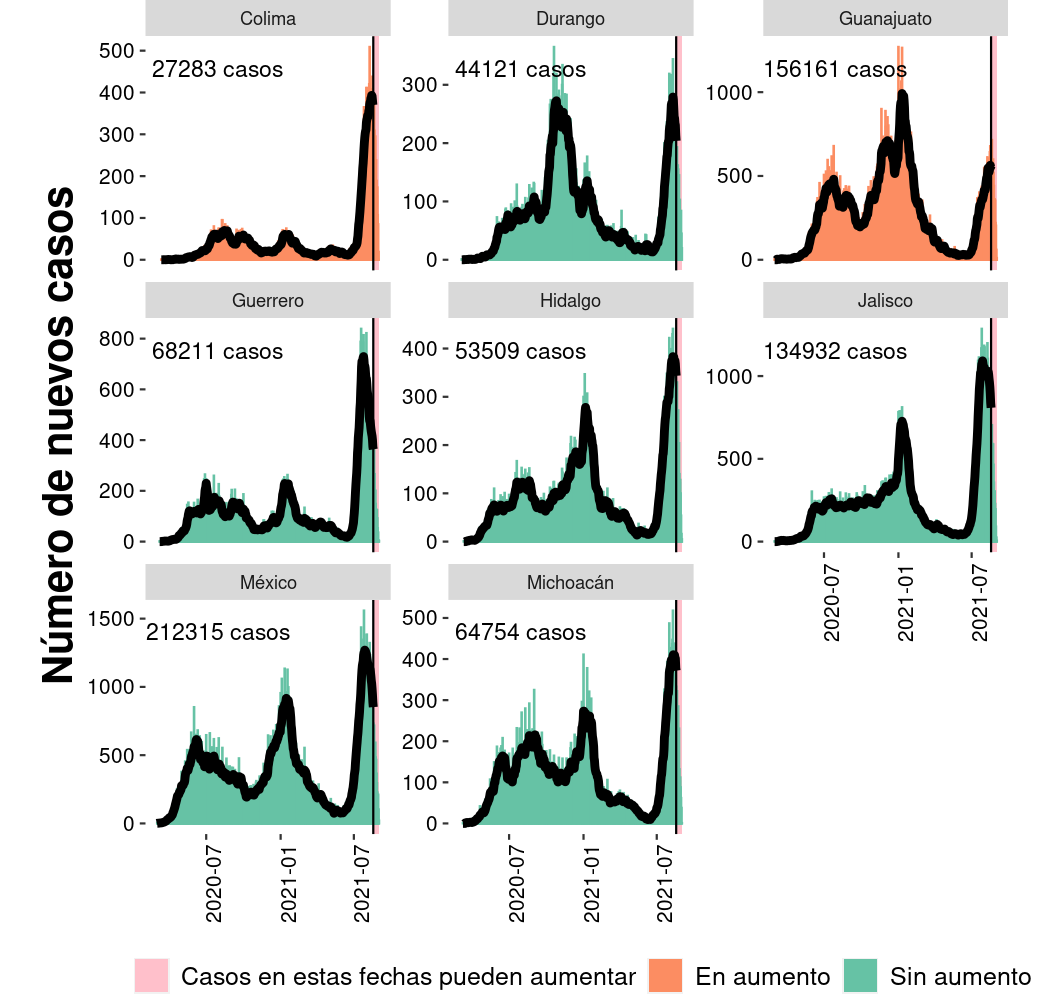 Número de nuevos casos
Colima
27283 casos
500
400
300
200
100
0
Durango
44121 casos
300
200
100
0
Guanajuato
156161 casos
1000
500
0
Guerrero
68211 casos
800
600
400
200
0
Hidalgo
53509 casos
400
300
200
100
0
Jalisco
134932 casos
1000
500
0
2020-07
2021-01
2021-07
México
212315 casos
1500
1000
500
0
2020-07
2021-01
2021-07
Michoacán
64754 casos
500
400
300
200
100
0
2020-07
2021-01
2021-07
Casos en estas fechas pueden aumentar
En aumento
Sin aumento